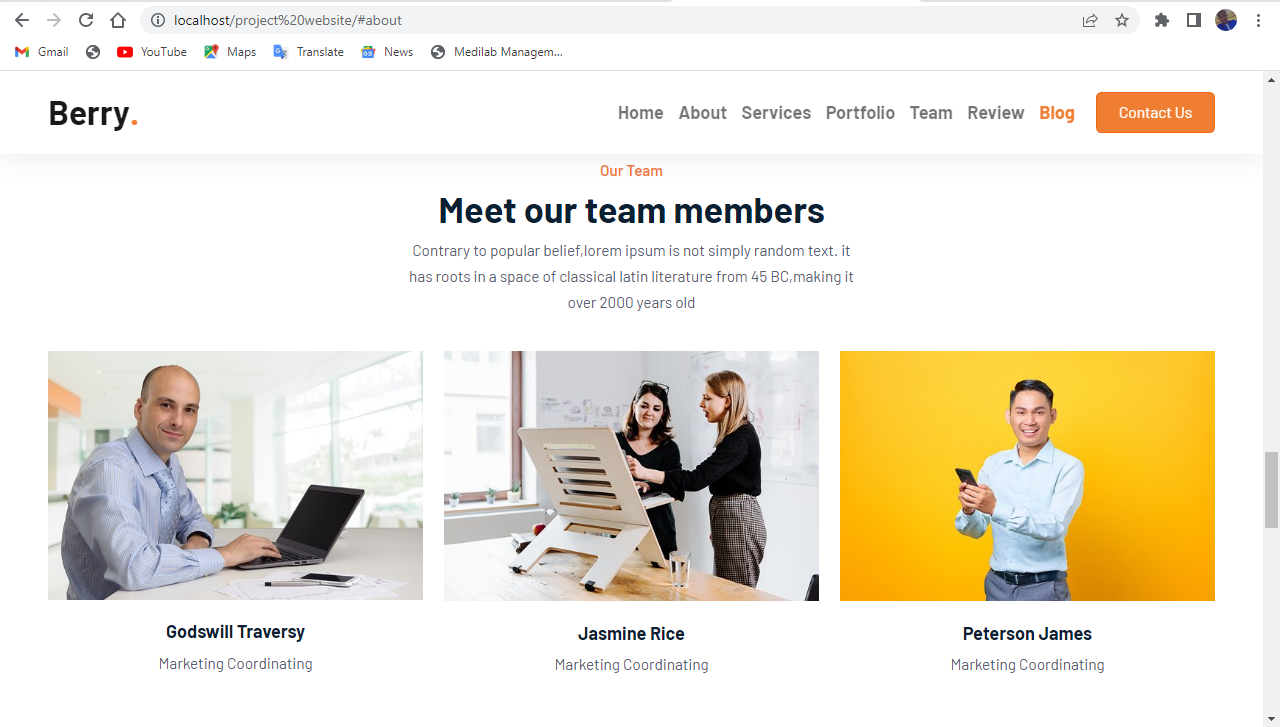 localhost/project%20website/#about
Gmail YouTube Maps Translate News Medilab Managem...
Berry. Home About Services Portfolio Team Review Blog Contact Us
Our Team
Meet our team members
Contrary to popular belief,lorem ipsum is not simply random text. it
has roots in a space of classical latin literature from 45 BC,making it
over 2000 years old
Godswill Traversy Jasmine Rice Peterson James
Marketing Coordinating Marketing Coordinating Marketing Coordinating